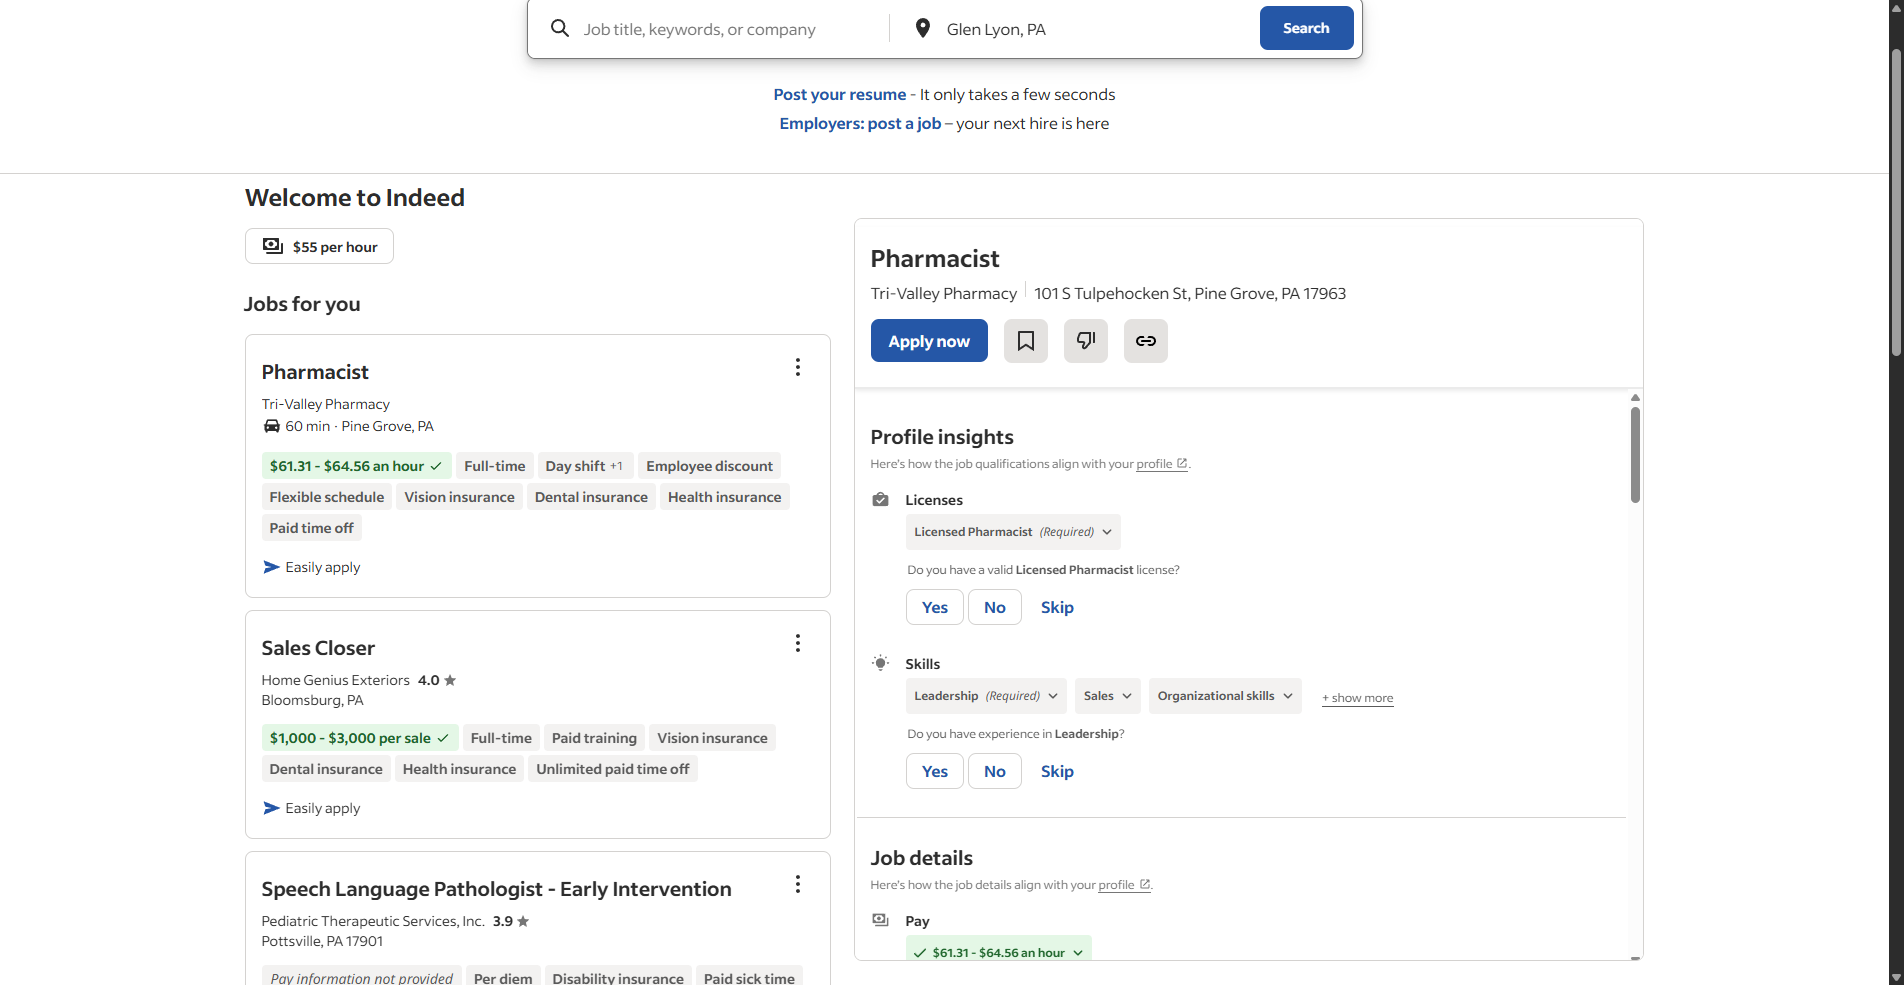 Job title, keywords, or company
Glen Lyon, PA
Search
Post your resume - It only takes a few seconds
Employers: post a job – your next hire is here
Welcome to Indeed
$55 per hour
Jobs for you
Pharmacist
Tri-Valley Pharmacy
60 min · Pine Grove, PA
$61.31 - $64.56 an hour
Full-time
Day shift +1
Employee discount
Flexible schedule
Vision insurance
Dental insurance
Health insurance
Paid time off
Easily apply
Sales Closer
Home Genius Exteriors 4.0
Bloomsburg, PA
$1,000 - $3,000 per sale
Full-time
Paid training
Vision insurance
Dental insurance
Health insurance
Unlimited paid time off
Easily apply
Speech Language Pathologist - Early Intervention
Pediatric Therapeutic Services, Inc. 3.9
Pottsville, PA 17901
Pay information not provided
Per diem
Disability insurance
Paid sick time
Pharmacist
Tri-Valley Pharmacy
101 S Tulpehocken St, Pine Grove, PA 17963
Apply now
Profile insights
Here's how the job qualifications align with your profile.
Licenses
Licensed Pharmacist (Required)
Do you have a valid Licensed Pharmacist license?
Yes
No
Skip
Skills
Leadership (Required)
Sales
Organizational skills
+ show more
Do you have experience in Leadership?
Yes
No
Skip
Job details
Here's how the job details align with your profile.
Pay
$61.31 - $64.56 an hour